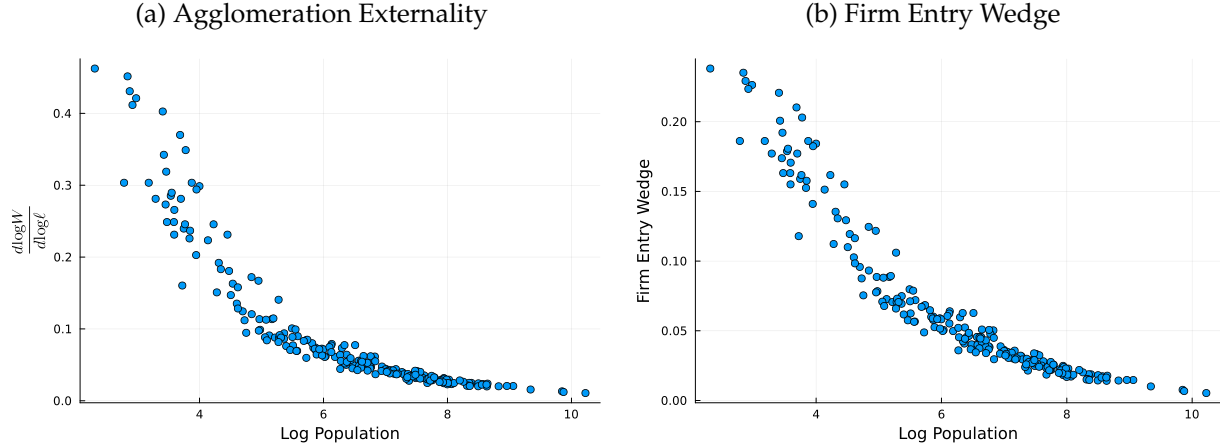 (a) Agglomeration Externality
dlogW
dlogℓ
0.4
0.3
0.2
0.1
0.0
4
6
8
10
Log Population
(b) Firm Entry Wedge
Firm Entry Wedge
0.20
0.15
0.10
0.05
0.00
4
6
8
10
Log Population